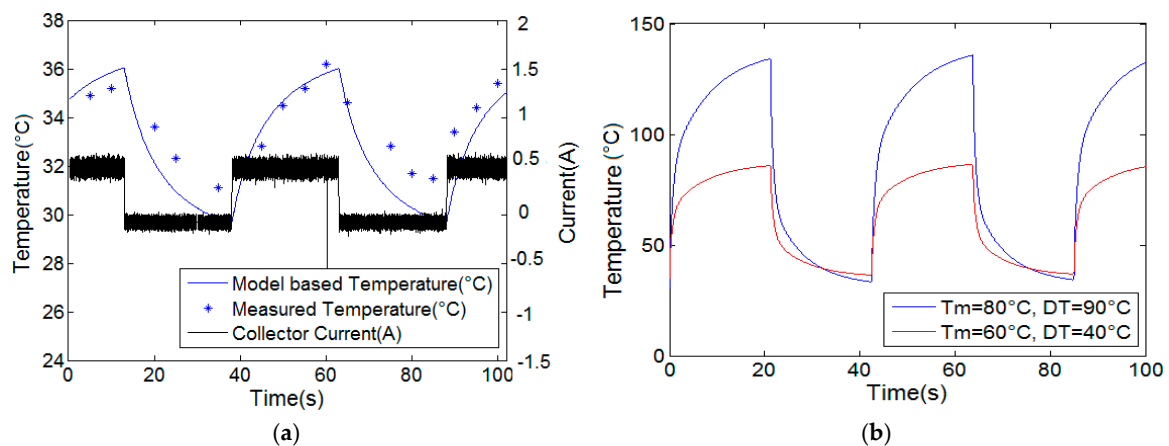 38
36
34
32
30
28
26
24
Temperature(°C)
2
1.5
1
0.5
0
-0.5
-1
-1.5
Current(A)
Model based Temperature(°C)
Measured Temperature(°C)
Collector Current(A)
0 20 40 60 80 100
Time(s)
(a)
150
100
50
0
Temperature (°C)
Tm=80°C, DT=90°C
Tm=60°C, DT=40°C
0 20 40 60 80 100
Time(s)
(b)